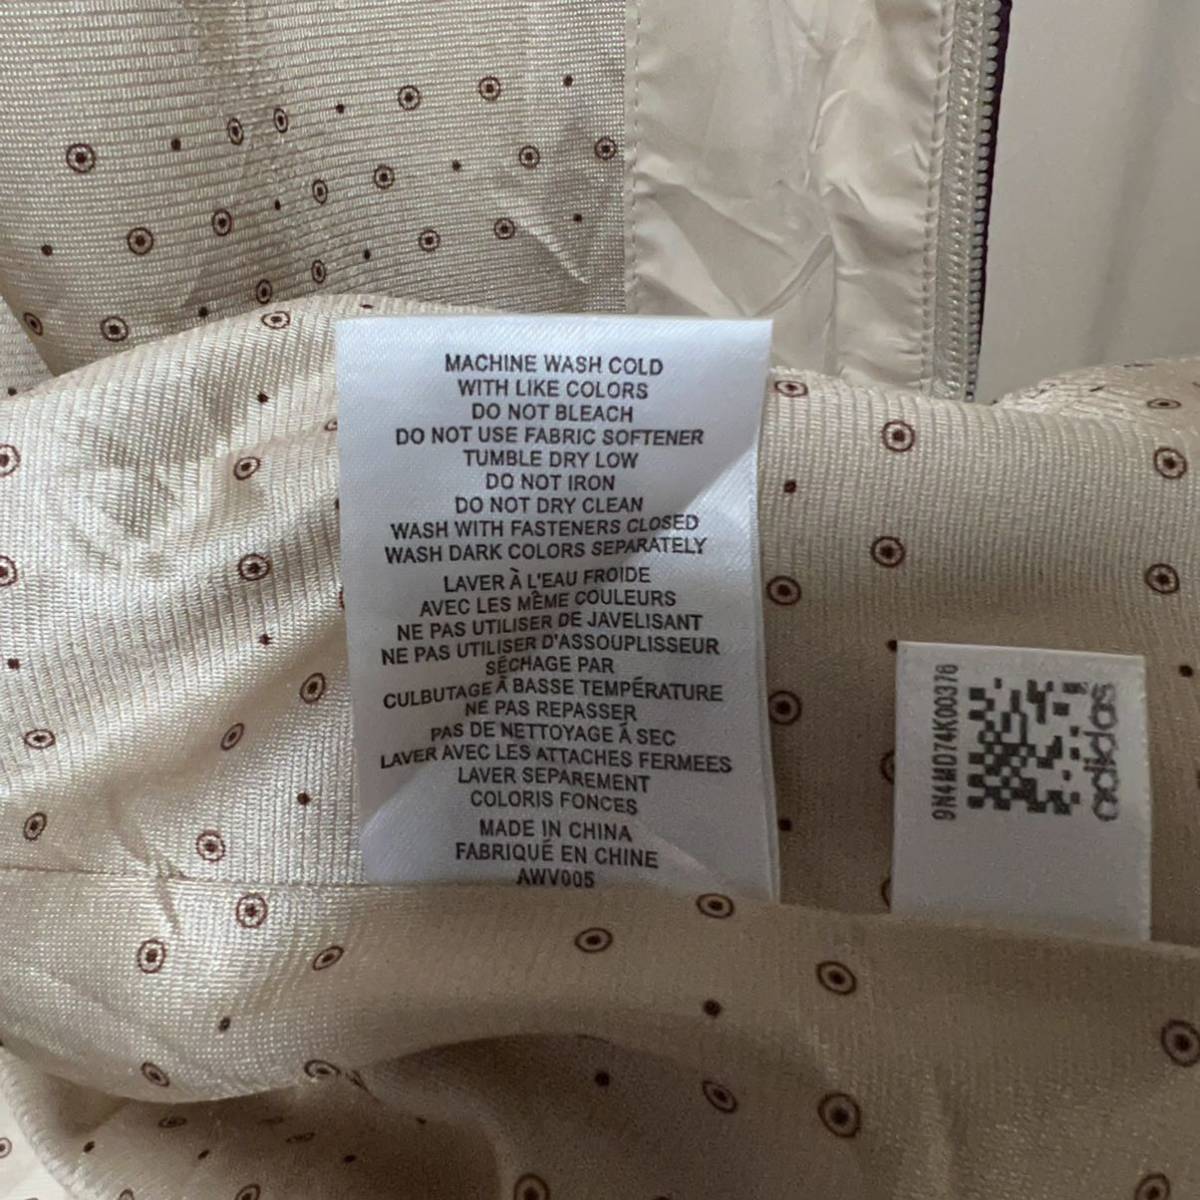 MACHINE WASH COLD
WITH LIKE COLORS
DO NOT BLEACH
DO NOT USE FABRIC SOFTENER
TUMBLE DRY LOW
DO NOT IRON
DO NOT DRY CLEAN
WASH WITH FASTENERS CLOSED
WASH DARK COLORS SEPARATELY
LAVER À L'EAU FROIDE
AVEC LES MÊME COULEURS
NE PAS UTILISER DE JAVELISANT
NE PAS UTILISER D'ASSOUPLISSEUR
SÉCHAGE PAR
CULBUTAGE À BASSE TEMPÉRATURE
NE PAS REPASSER
PAS DE NETTOYAGE À SEC
LAVER AVEC LES ATTACHES FERMEES
LAVER SEPAREMENT
COLORIS FONCES
MADE IN CHINA
FABRIQUÉ EN CHINE
AWV005
9N4MD74K00376
adidas